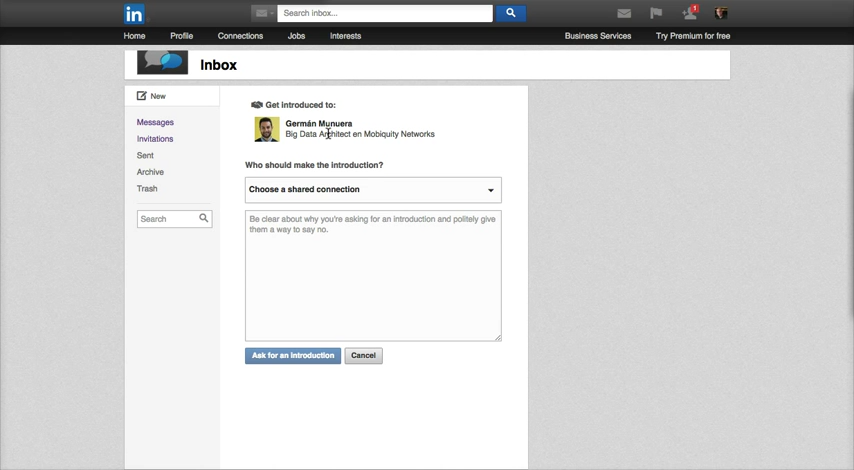 in
Search inbox...
1
Home Profile Connections Jobs Interests Business Services Try Premium for free
Inbox
New
Messages
Invitations
Sent
Archive
Trash
Search
Get introduced to:
Germán Munuera
Big Data Architect en Mobiquity Networks
Who should make the introduction?
Choose a shared connection
Be clear about why you're asking for an introduction and politely give
them a way to say no.
Ask for an Introduction Cancel